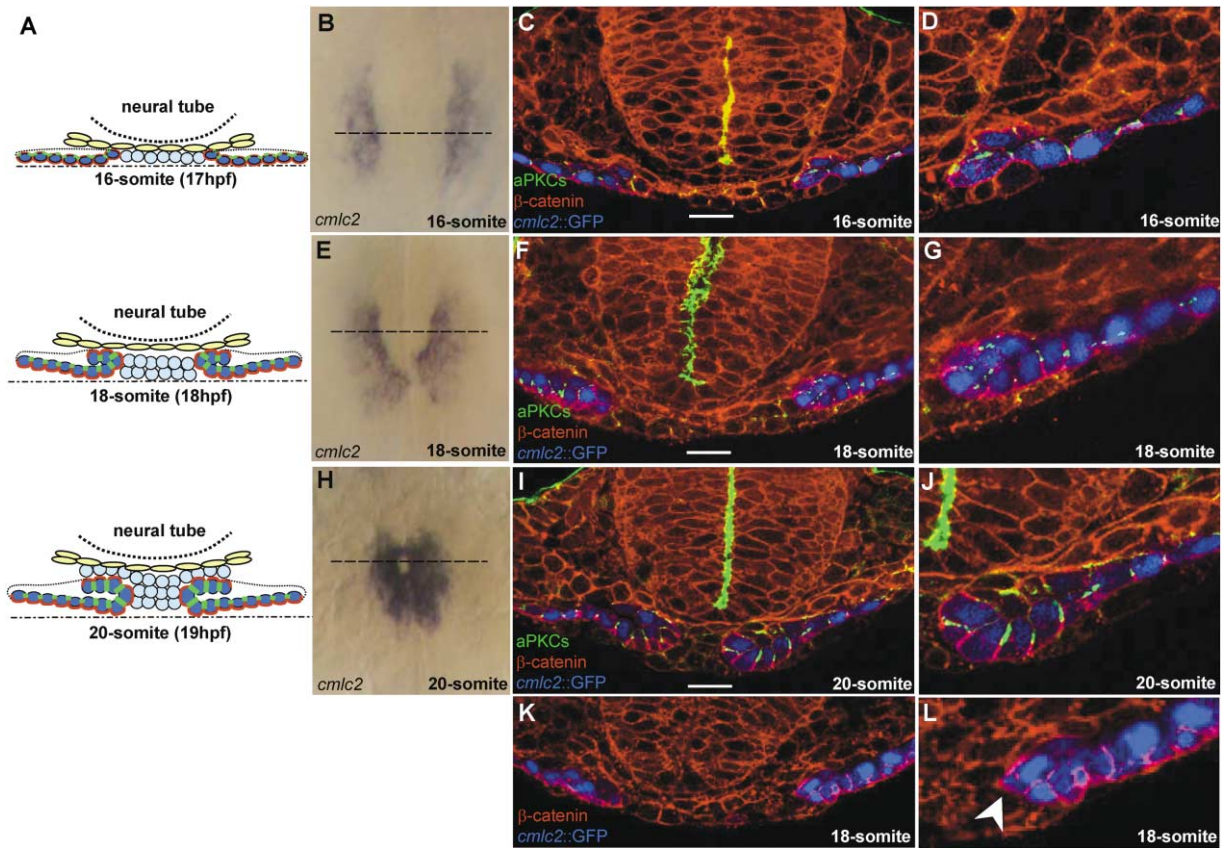 A
neural tube
16-somite (17hpf)
B
cmlc2
16-somite
C
aPKCs
β-catenin
cmlc2::GFP
16-somite
D
16-somite
neural tube
18-somite (18hpf)
E
cmlc2
18-somite
F
aPKCs
β-catenin
cmlc2::GFP
18-somite
G
18-somite
neural tube
20-somite (19hpf)
H
cmlc2
20-somite
I
aPKCs
β-catenin
cmlc2::GFP
20-somite
J
20-somite
K
β-catenin
cmlc2::GFP
18-somite
L
18-somite